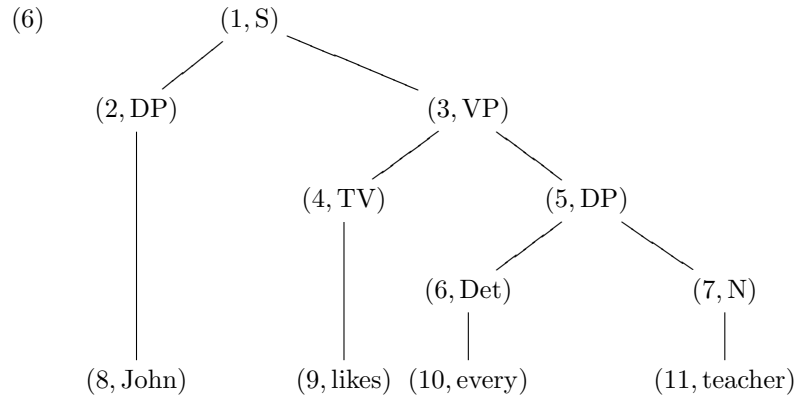 (6) (1, S)
(2, DP) (3, VP)
(4, TV) (5, DP)
(6, Det) (7, N)
(8, John) (9, likes) (10, every) (11, teacher)